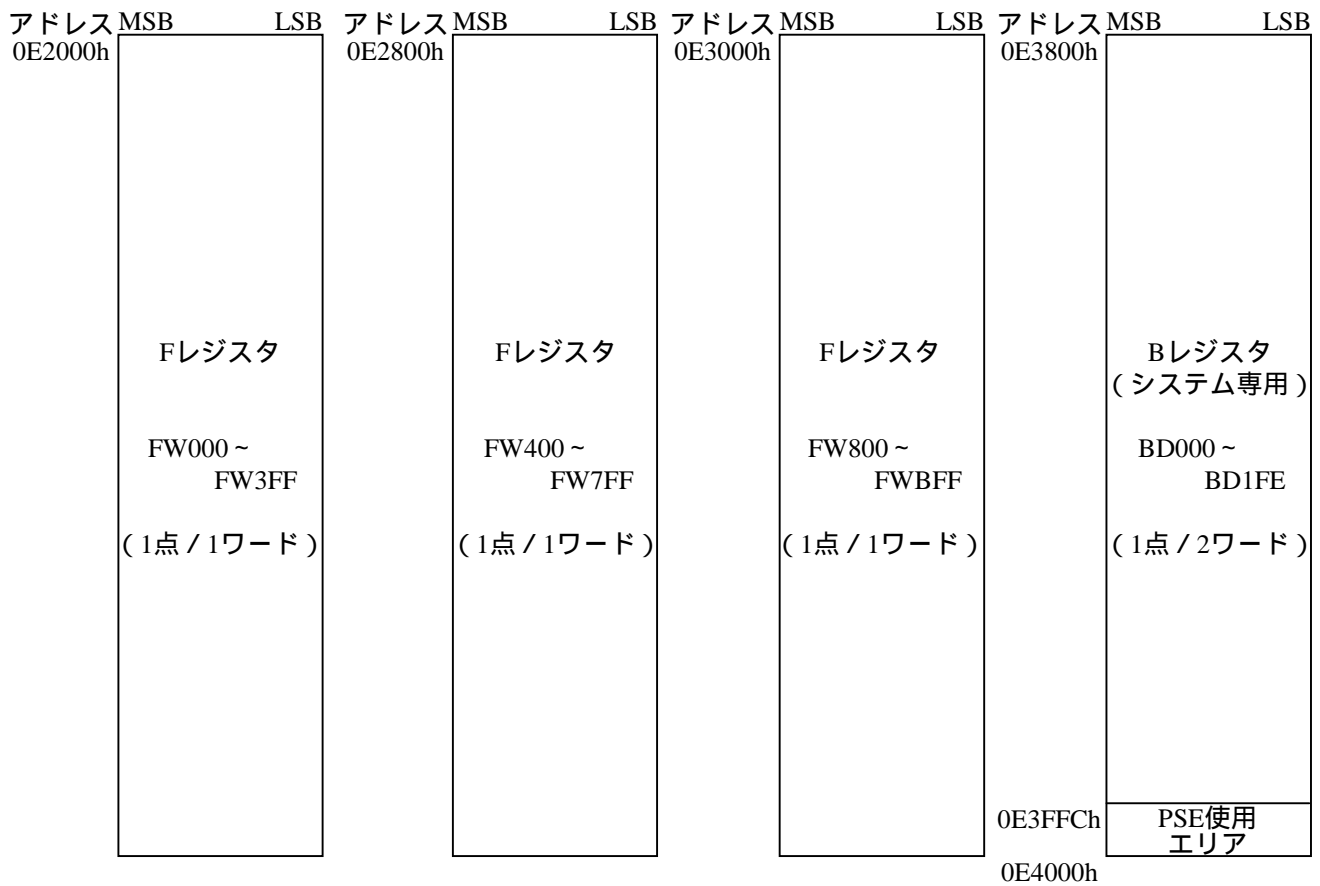 アドレス MSB LSB アドレス MSB LSB アドレス MSB LSB アドレス MSB LSB
0E2000h 0E2800h 0E3000h 0E3800h
Fレジスタ Fレジスタ Fレジスタ Bレジスタ
(システム専用)
FW000~ FW400~ FW800~ BD000~
FW3FF FW7FF FWBFF BD1FE
(1点/1ワード) (1点/1ワード) (1点/1ワード) (1点/2ワード)
0E3FFCh PSE使用
エリア
0E4000h